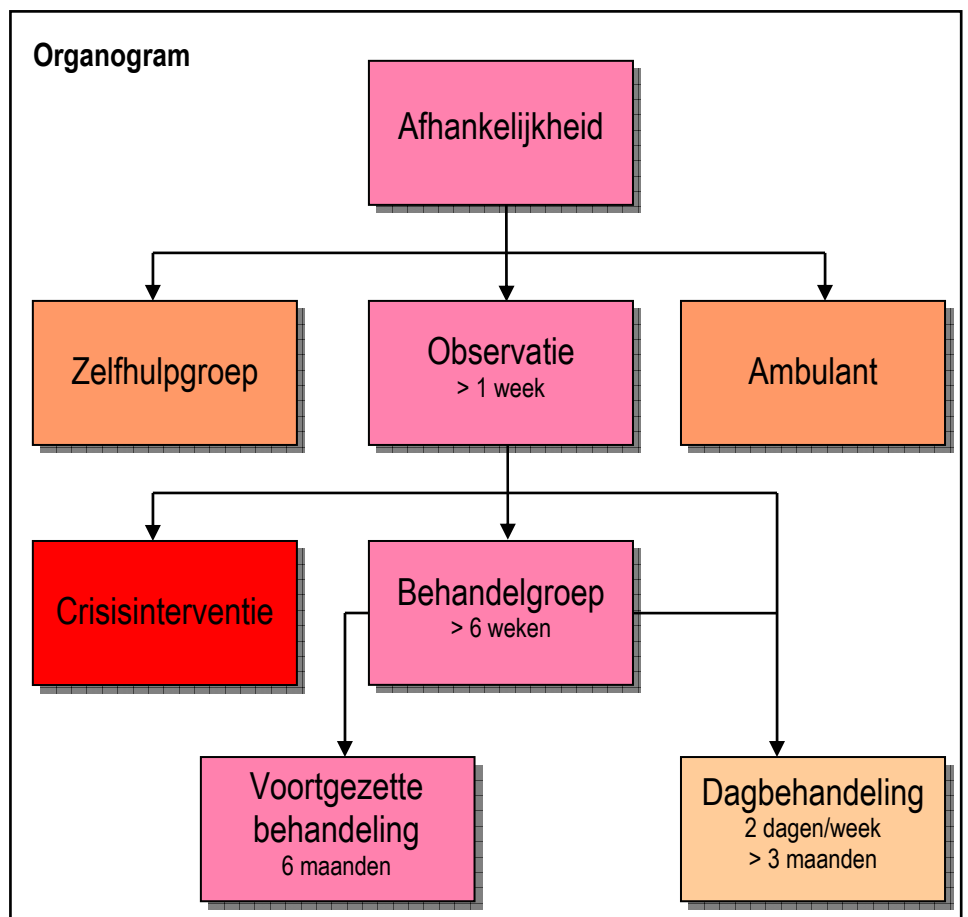 Organogram
Afhankelijkheid
Zelfhulpgroep
Observatie
> 1 week
Ambulant
Crisisinterventie
Behandelgroep
> 6 weken
Voortgezette
behandeling
6 maanden
Dagbehandeling
2 dagen/week
> 3 maanden